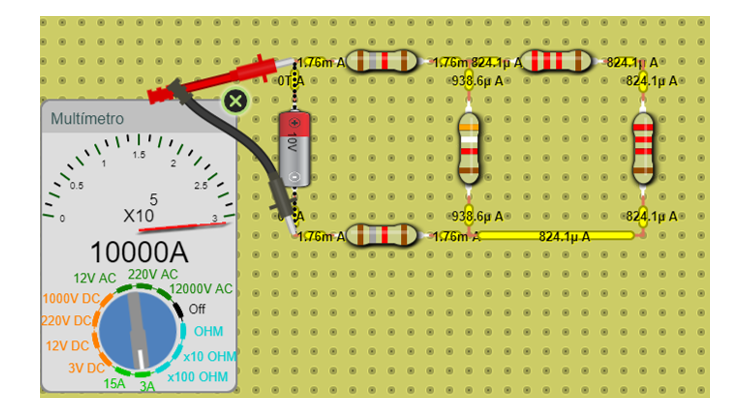 1.76m A
1.76m A
824.1µ A
824.1µ A
0T A
938.6µ A
824.1µ A
10V
Multímetro
0
0.5
1
1.5
2
2.5
3
5
X10
10000A
938.6µ A
824.1µ A
1.76m A
1.76m A
824.1µ A
12V AC
220V AC
12000V AC
1000V DC
Off
220V DC
OHM
12V DC
x10 OHM
3V DC
x100 OHM
15A
3A